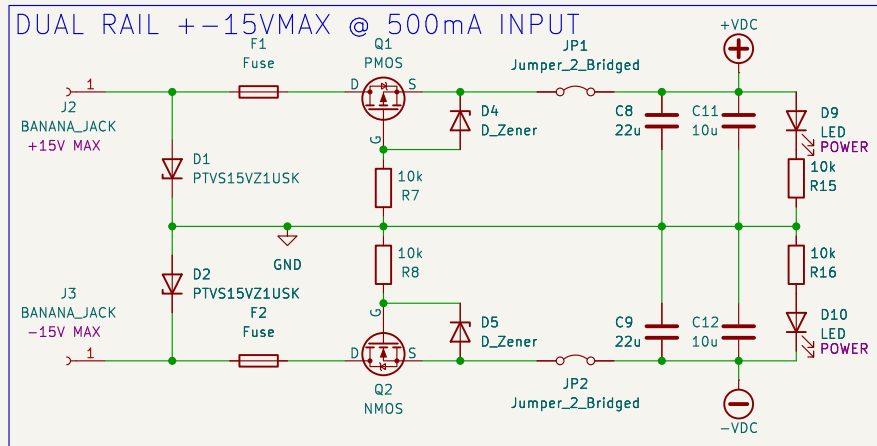 DUAL RAIL +-15VMAX @ 500mA INPUT
+VDC
F1
Fuse
Q1
PMOS
JP1
Jumper_2_Bridged
1
D
S
J2
BANANA_JACK
+15V MAX
G
D4
D_Zener
C8
22u
C11
10u
D9
LED
POWER
D1
PTVS15VZ1USK
10k
R7
10k
R15
GND
10k
R8
10k
R16
D2
PTVS15VZ1USK
J3
BANANA_JACK
-15V MAX
F2
Fuse
G
D5
D_Zener
C9
22u
C12
10u
D10
LED
POWER
1
D
S
Q2
NMOS
JP2
Jumper_2_Bridged
-VDC